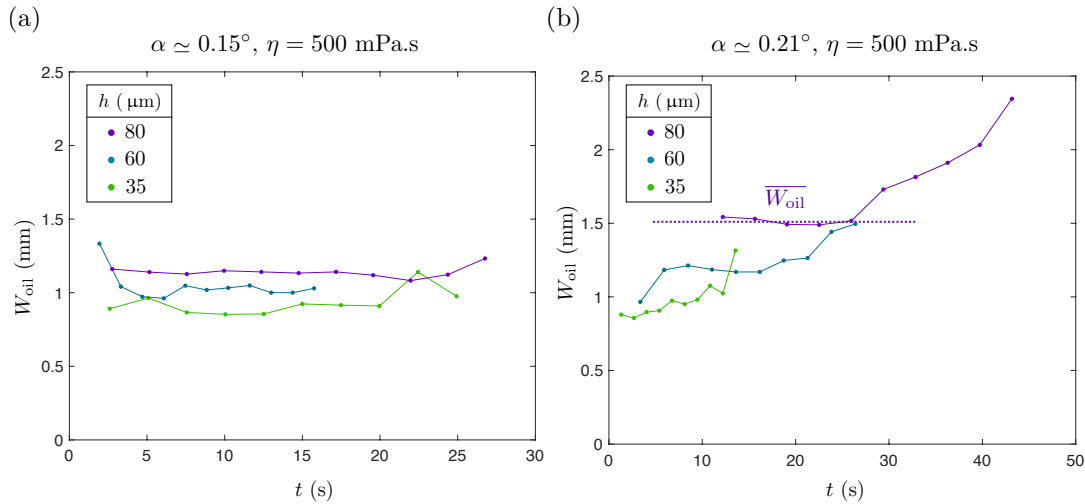 (a)
α ≃ 0.15°, η = 500 mPa.s
2.5
2
1.5
1
0.5
0
W_oil (mm)
h ( μm)
80
60
35
0 5 10 15 20 25 30
t (s)
(b)
α ≃ 0.21°, η = 500 mPa.s
2.5
2
1.5
1
0.5
0
W_oil (mm)
h ( μm)
80
60
35
W_oil
0 10 20 30 40 50
t (s)